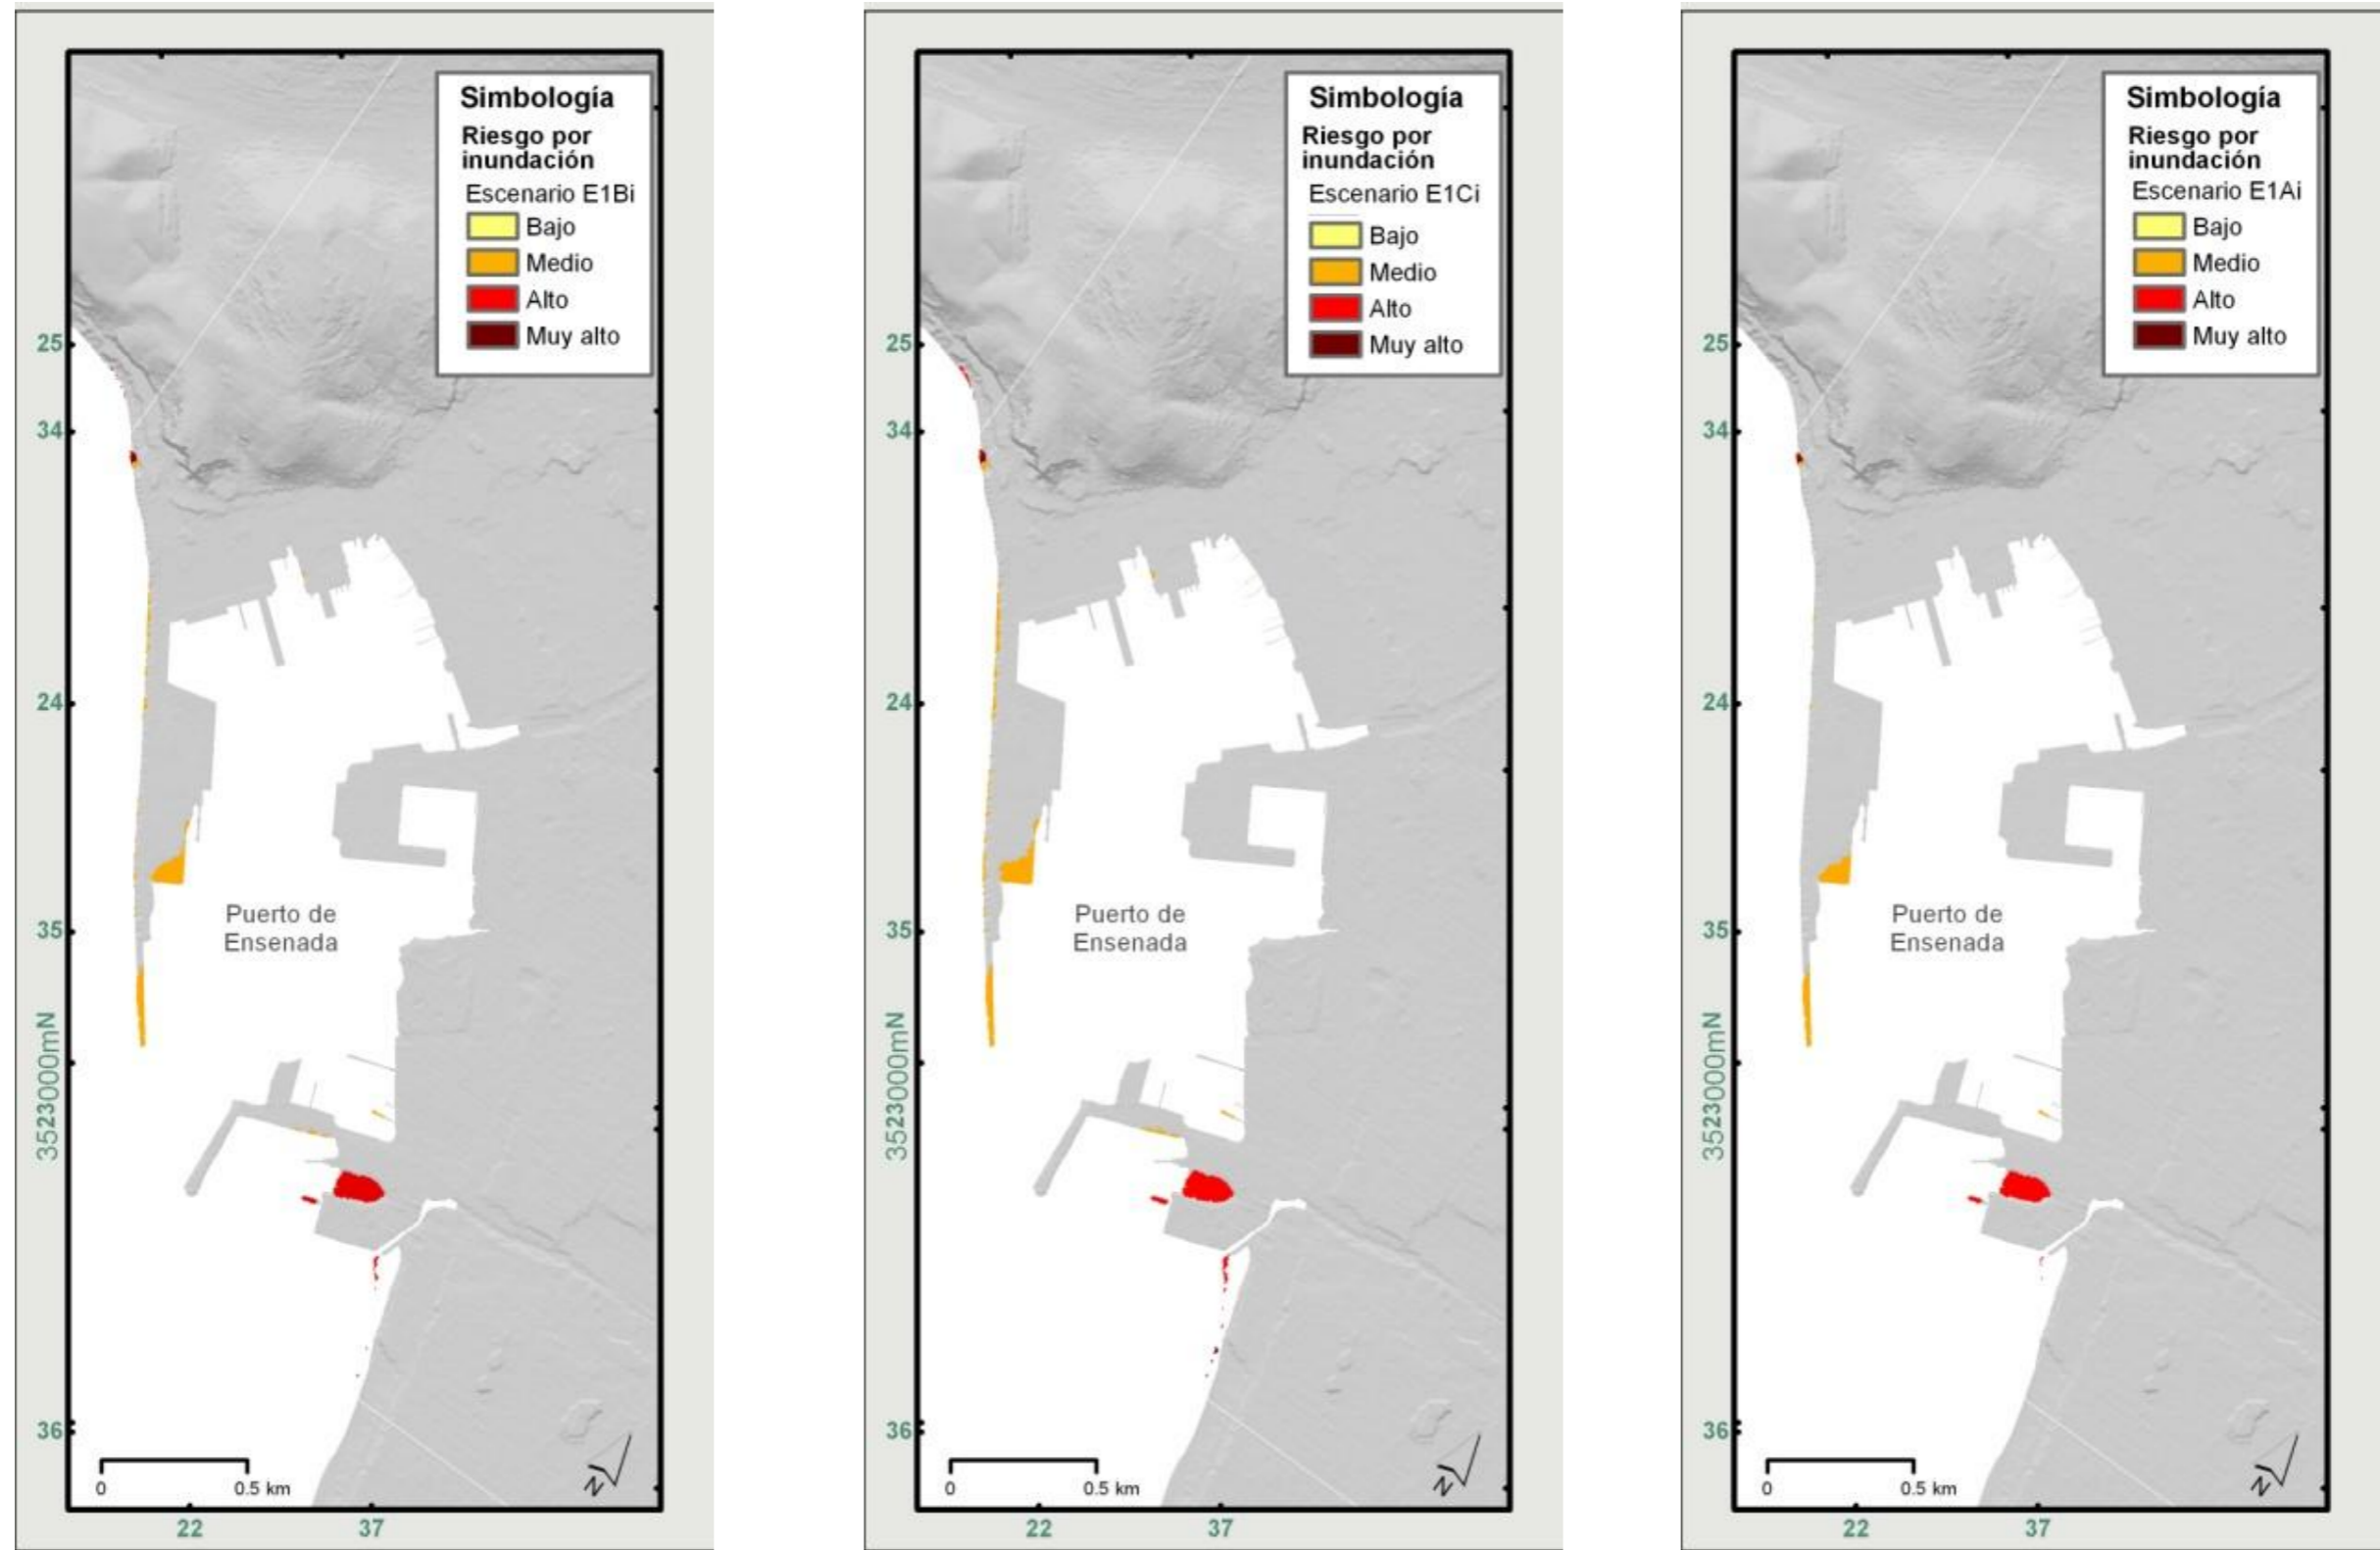 Simbología
Riesgo por
inundación
Escenario E1Bi
Bajo
Medio
Alto
Muy alto
25
34
24
35
Puerto de
Ensenada
3523000mN
36
0
0.5 km
N
22
37
Simbología
Riesgo por
inundación
Escenario E1Ci
Bajo
Medio
Alto
Muy alto
25
34
24
35
Puerto de
Ensenada
3523000mN
36
0
0.5 km
N
22
37
Simbología
Riesgo por
inundación
Escenario E1Ai
Bajo
Medio
Alto
Muy alto
25
34
24
35
Puerto de
Ensenada
3523000mN
36
0
0.5 km
N
22
37